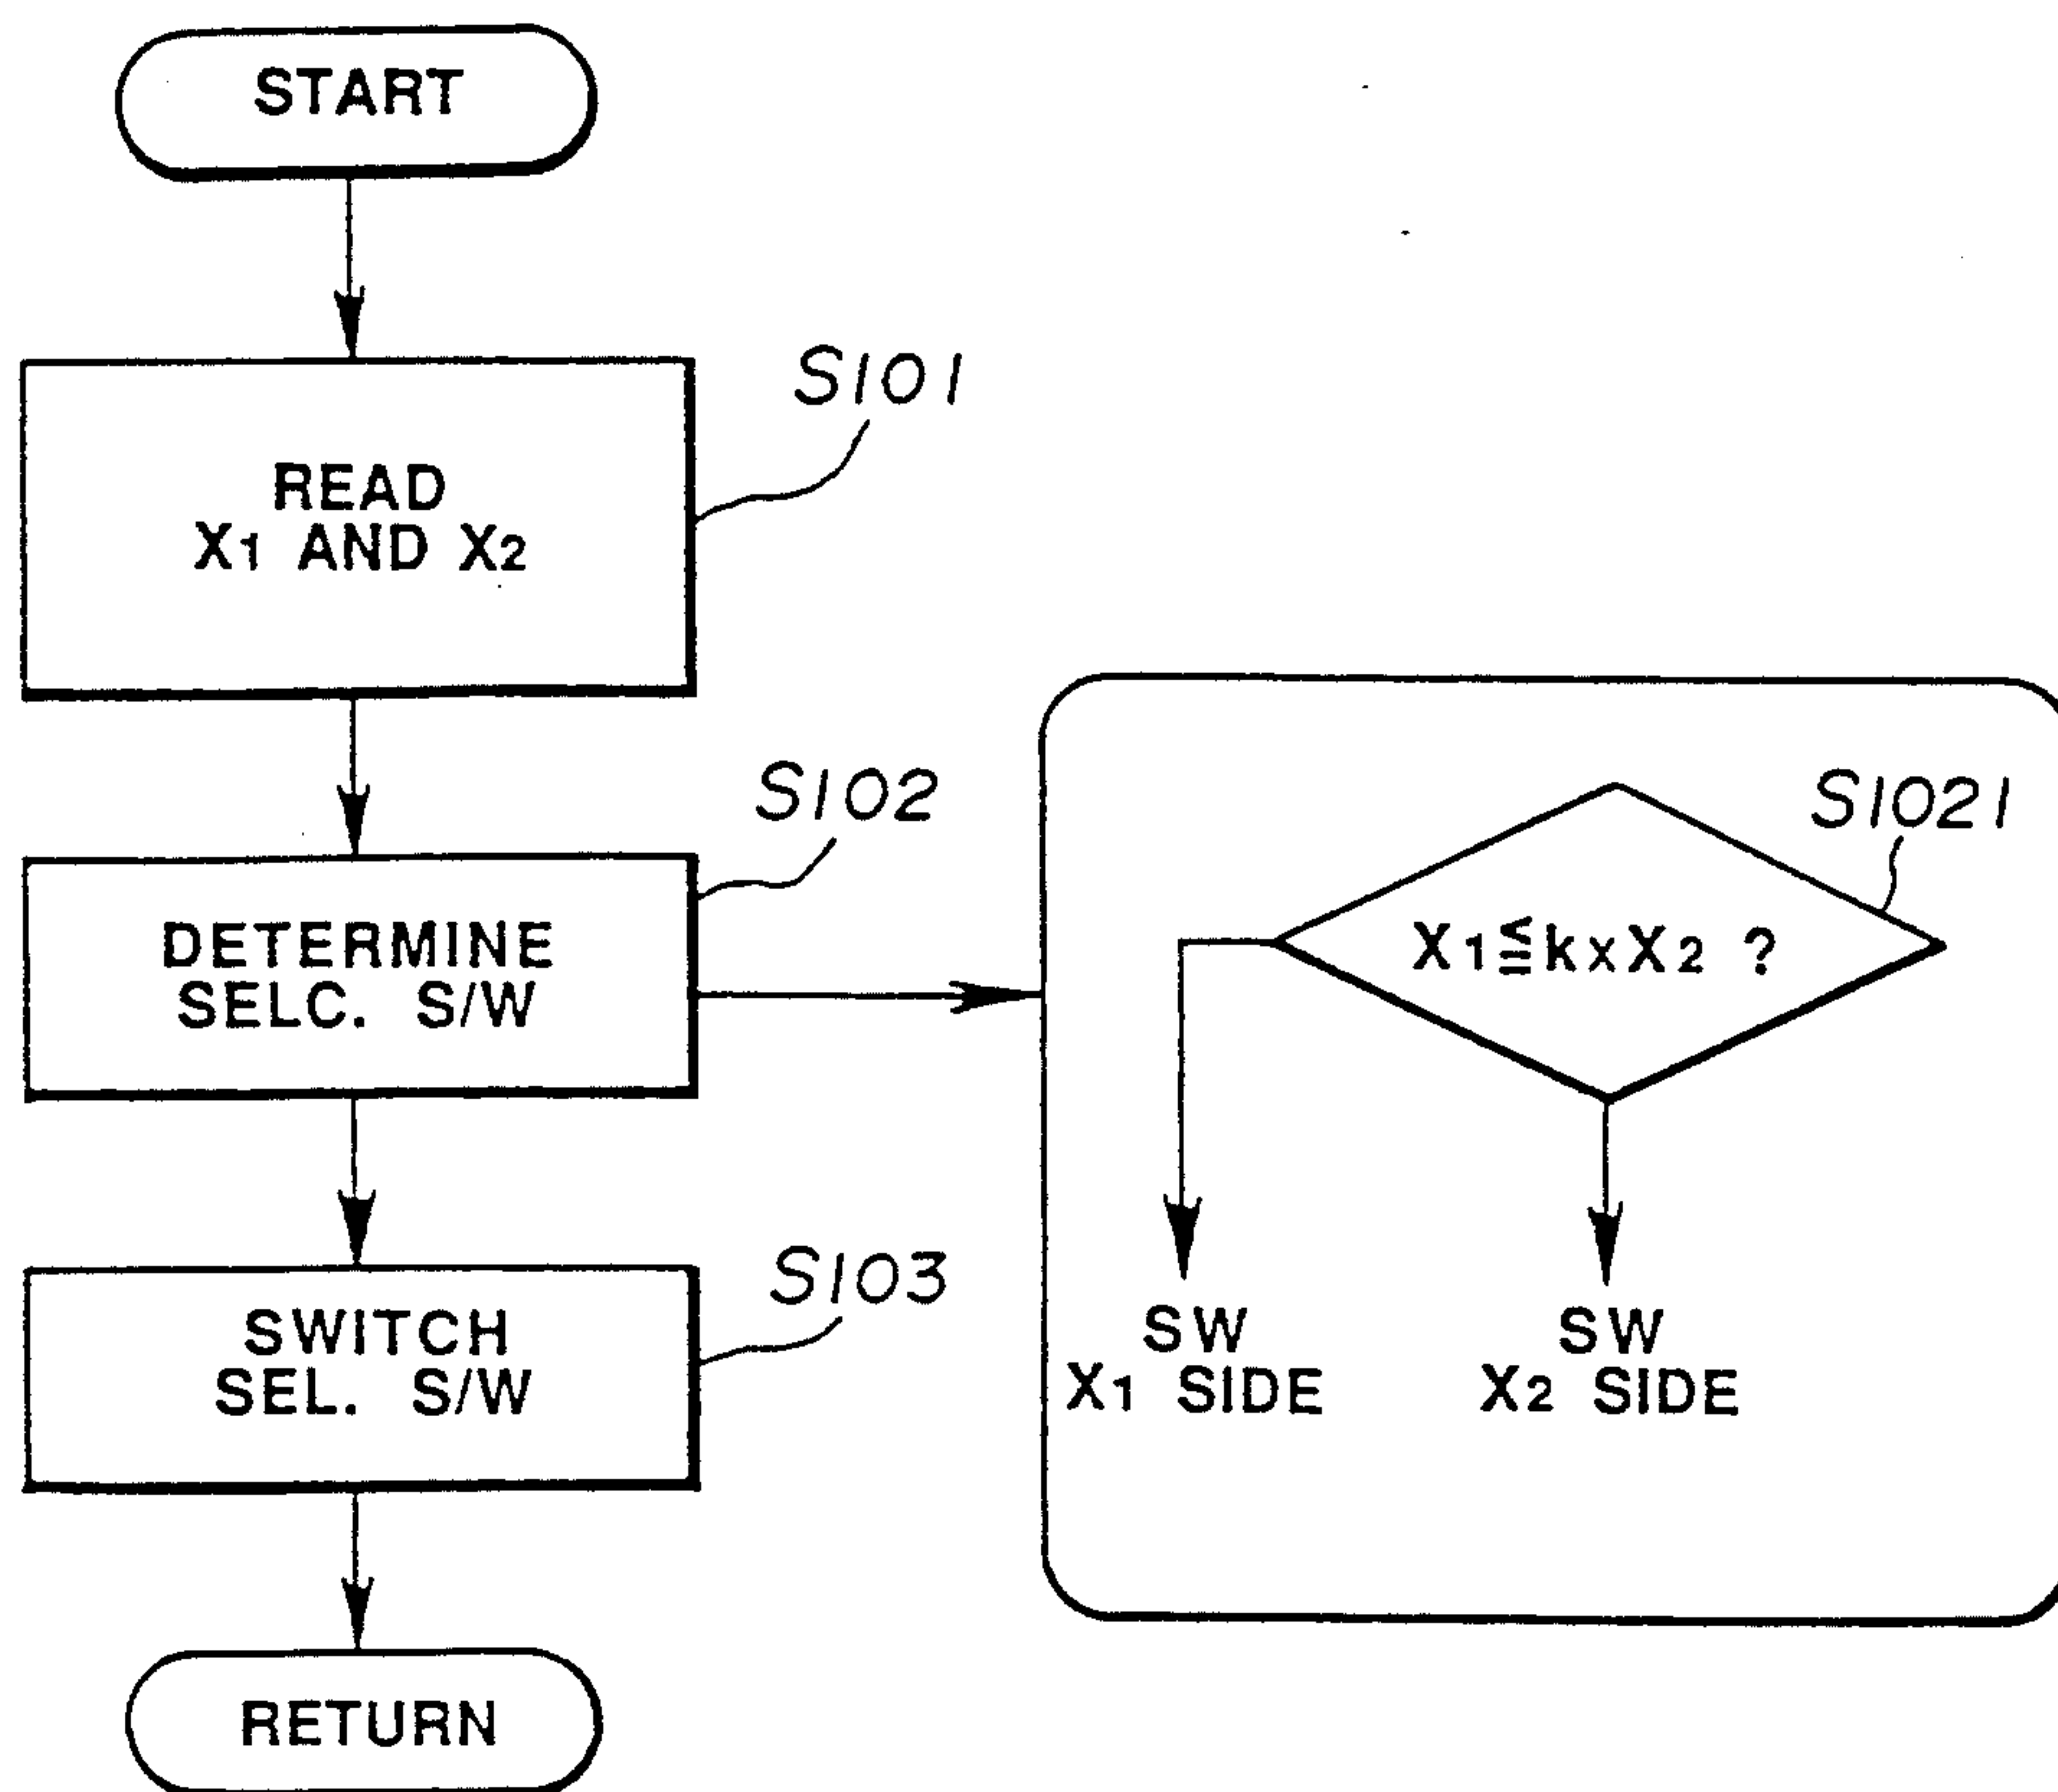 START
S101
READ
X1 AND X2
S102
DETERMINE
SELC. S/W
S1021
X1≦kxX2 ?
S103
SWITCH
SEL. S/W
SW
X1 SIDE
SW
X2 SIDE
RETURN